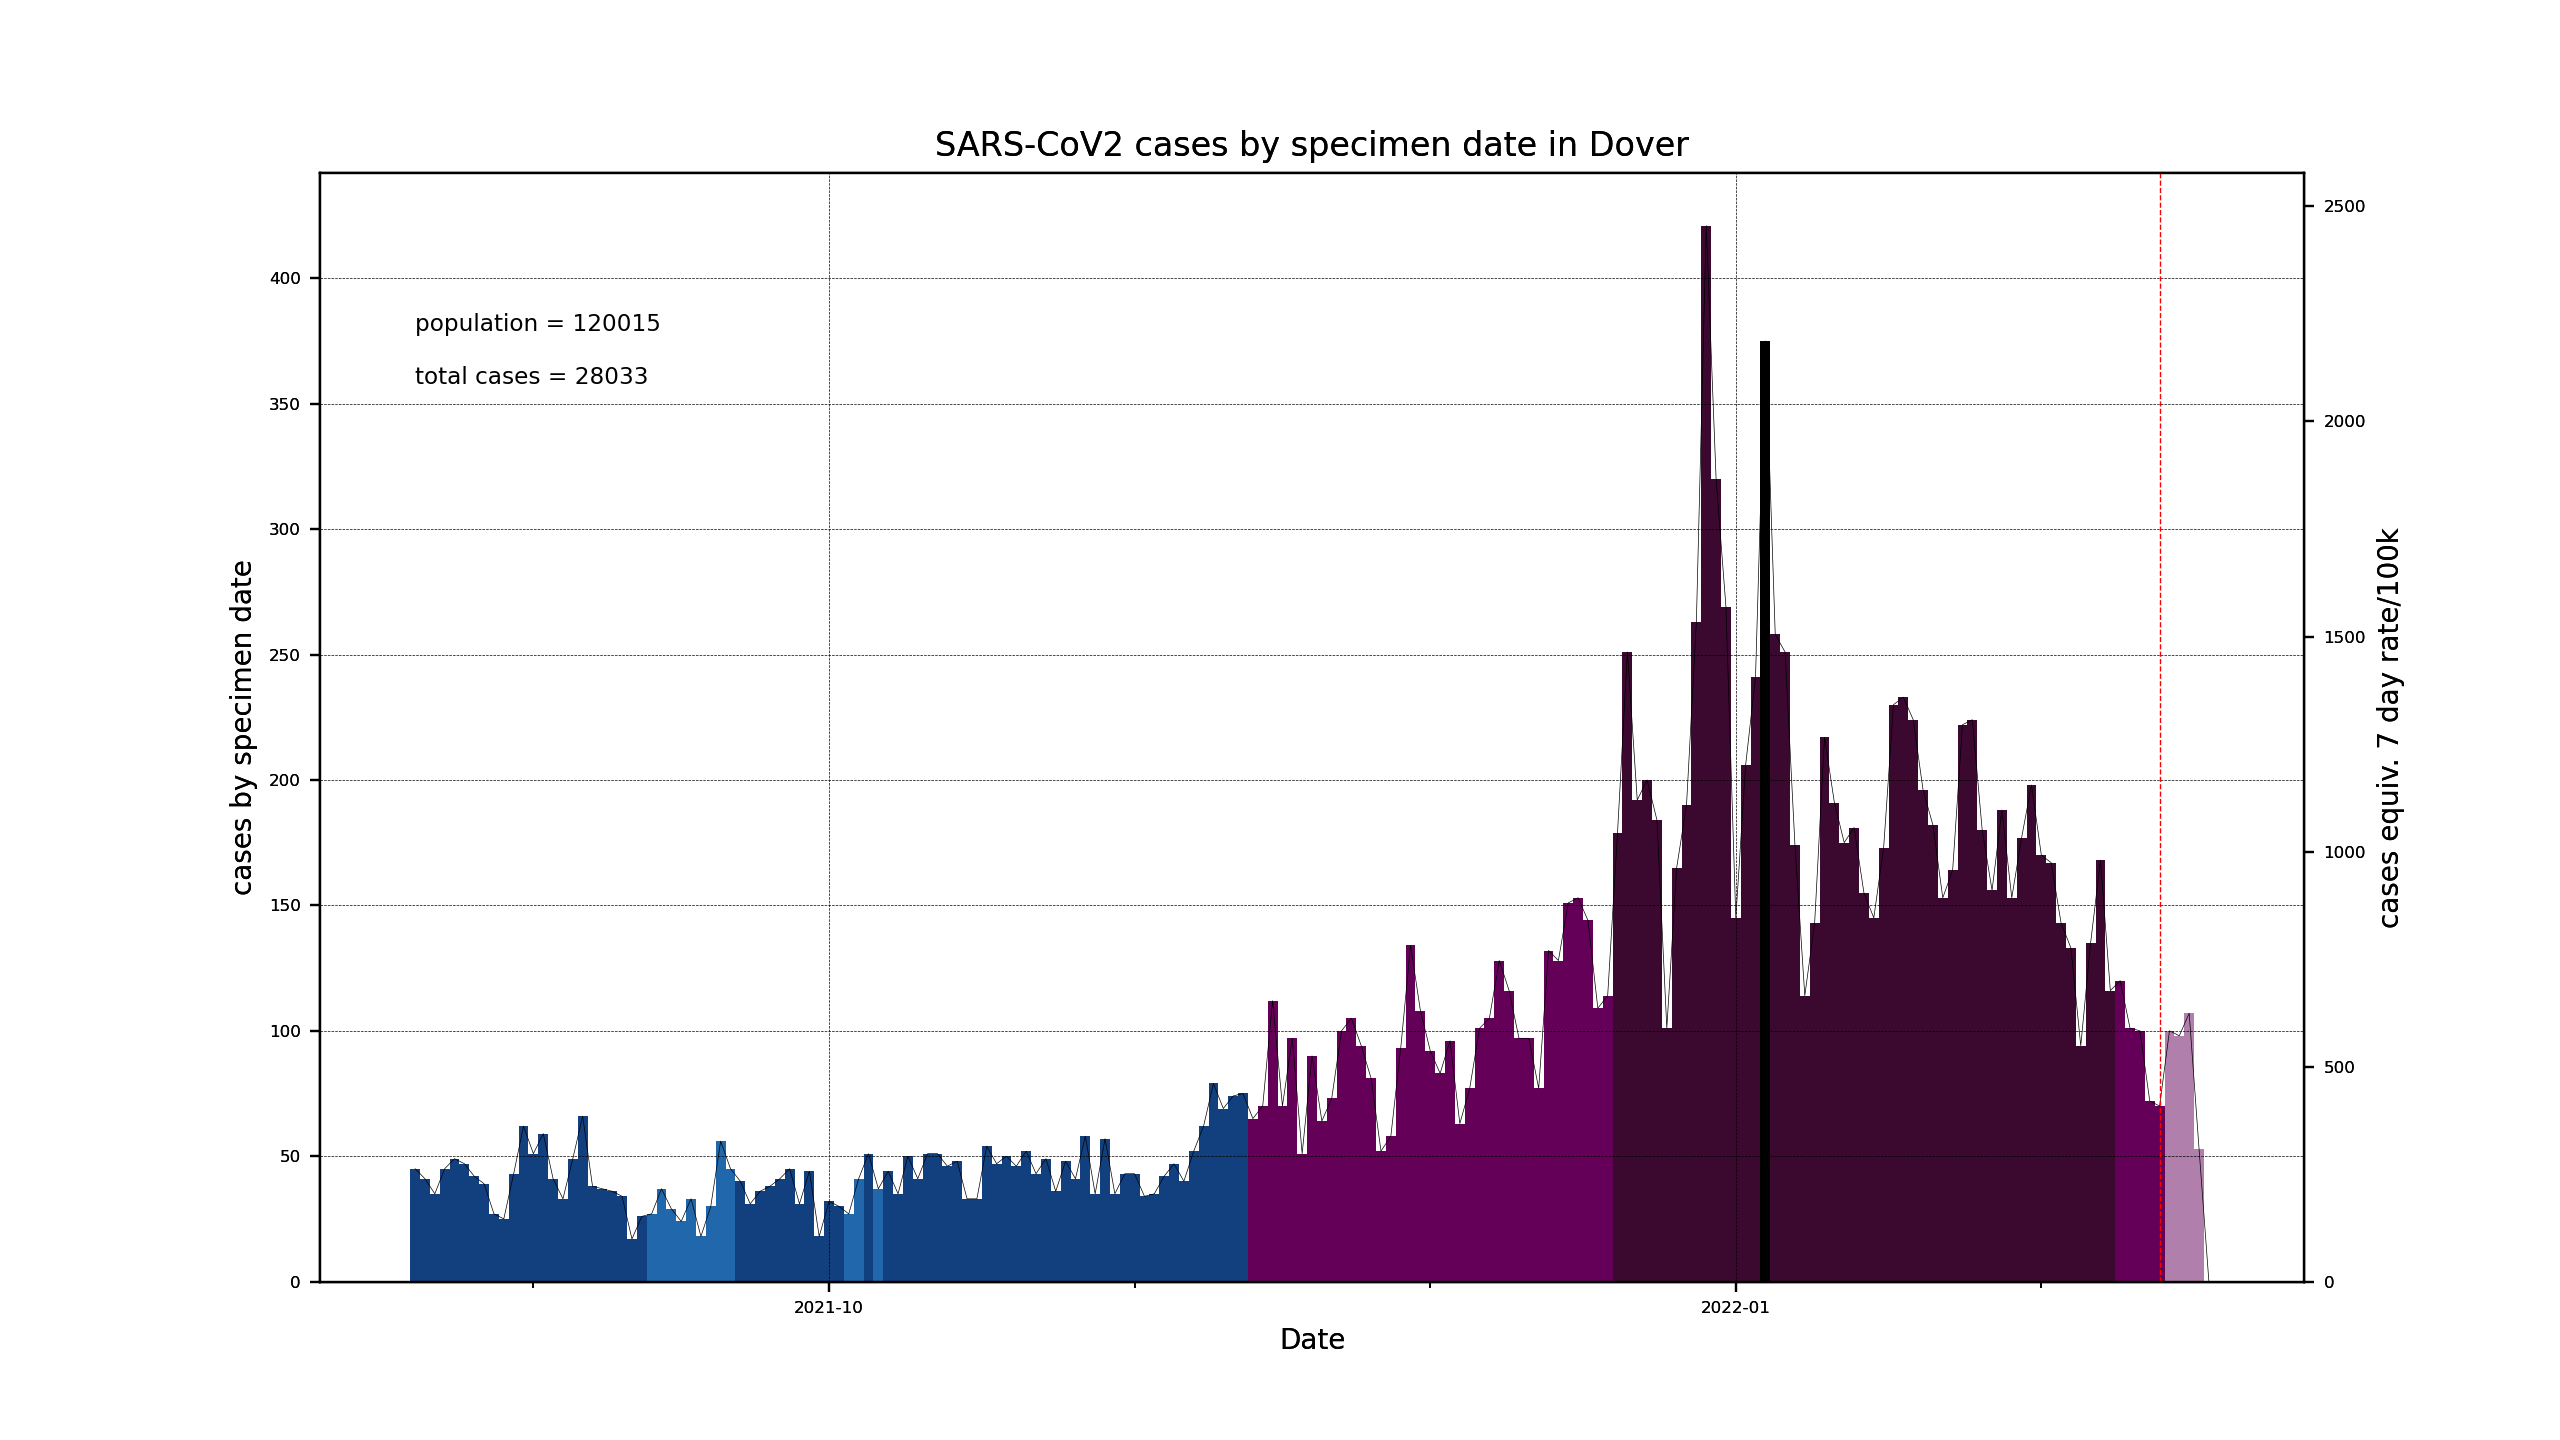 SARS-CoV2 cases by specimen date in Dover
population = 120015
total cases = 28033
cases by specimen date
400
350
300
250
200
150
100
50
0
2500
2000
1500
1000
500
0
cases equiv. 7 day rate/100k
2021-10
2022-01
Date